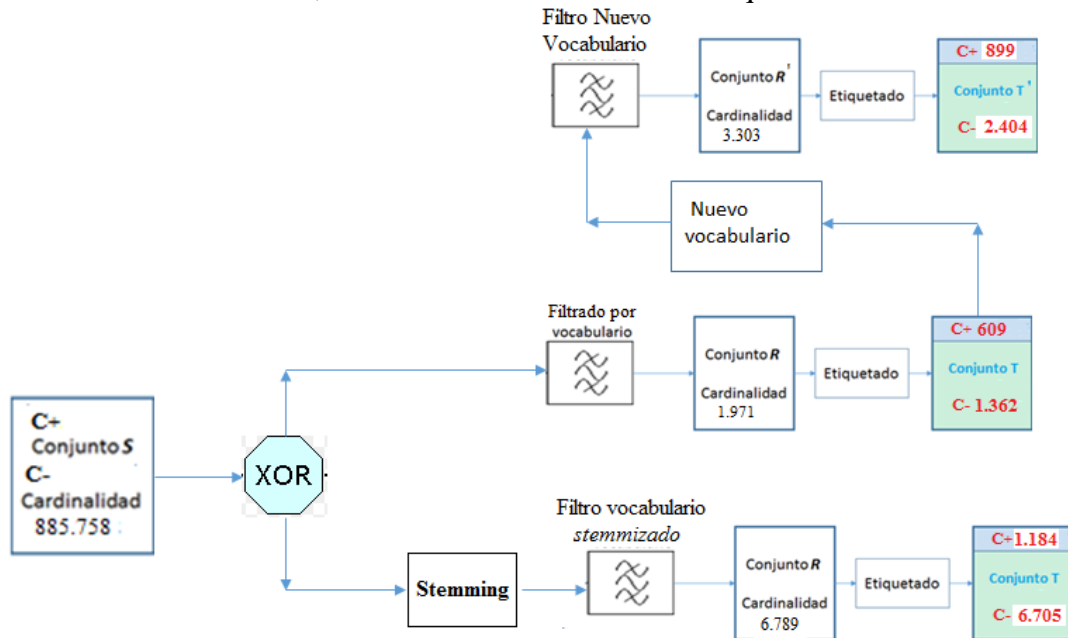 Filtro Nuevo
Vocabulario
Conjunto R'
Cardinalidad
3.303
Etiquetado
C+ 899
Conjunto T'
C- 2.404
Nuevo
vocabulario
Filtrado por
vocabulario
Conjunto R
Cardinalidad
1.971
Etiquetado
C+ 609
Conjunto T
C- 1.362
C+
Conjunto S
C-
Cardinalidad
885.758
XOR
Stemming
Filtro vocabulario
stemmizado
Conjunto R
Cardinalidad
6.789
Etiquetado
C+1.184
Conjunto T
C- 6.705